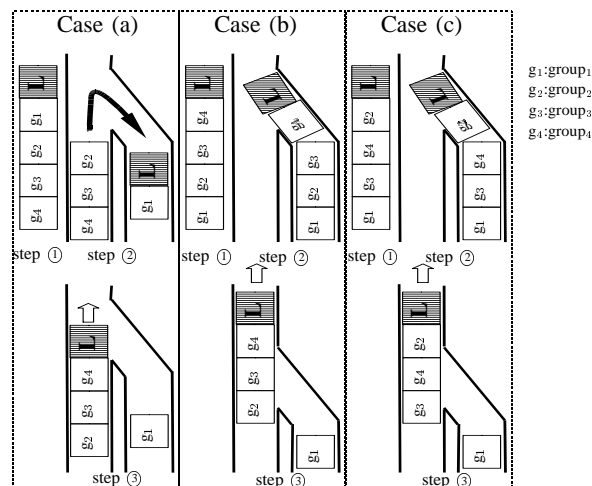 Case (a)
L
g₁
g₂
g₃
g₄
g₂
g₃
g₄
L
g₁
step ① step ②
L
g₄
g₃
g₂
g₁
step ③
Case (b)
L
g₄
g₃
g₂
g₁
L
g₃
g₂
g₁
step ① step ②
L
g₄
g₃
g₂
g₁
step ③
Case (c)
L
g₂
g₄
g₃
g₁
L
g₄
g₃
g₁
step ① step ②
L
g₂
g₄
g₃
g₁
step ③
g₁:group₁
g₂:group₂
g₃:group₃
g₄:group₄